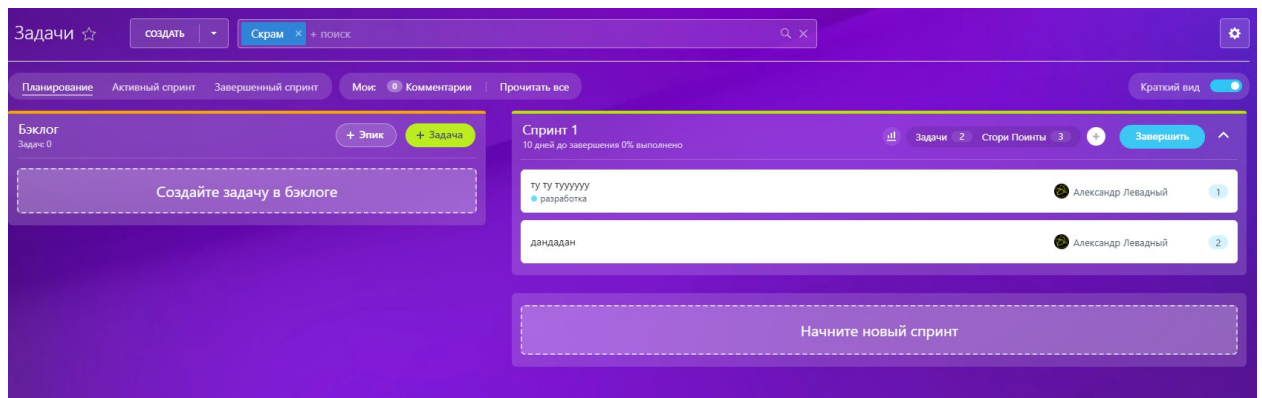 Задачи СОЗДАТЬ Скрам × + поиск
Планирование Активный спринт Завершенный спринт Мои: 0 Комментарии Прочитать все Краткий вид
Бэклог
Задач: 0
+ Эпик + Задача
Создайте задачу в бэклоге
Спринт 1
10 дней до завершения 0% выполнено
Задачи 2 Стори Поинты 3 + Завершить
ту ту тууууу
разработка
Александр Левадный 1
дандадан Александр Левадный 2
Начните новый спринт